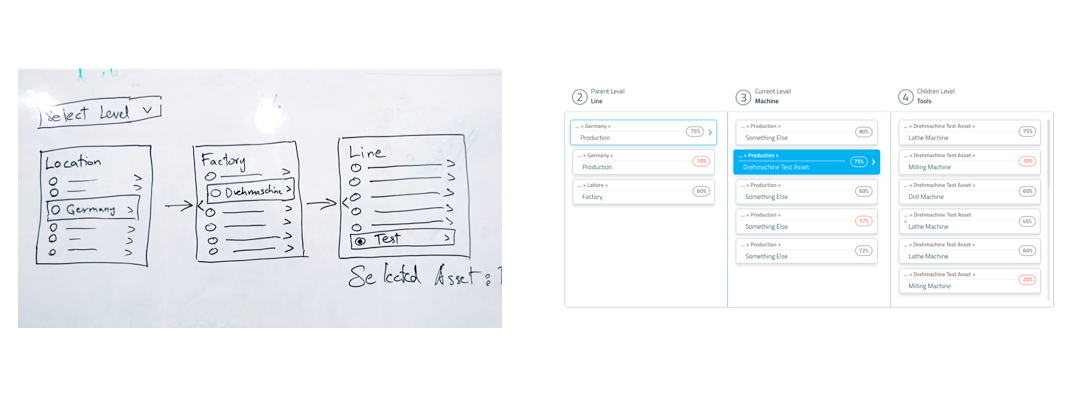 Select Level
Location
Germany
Factory
Drehmaschine
Line
Test
Selected Asset :
2
Parent Level
Line
... » Germany »
Production
75%
... » Germany »
Production
10%
... » Lahore »
Factory
60%
3
Current Level
Machine
... » Production »
Something Else
80%
... » Production »
Drehmachine Test Asset
75%
... » Production »
Something Else
60%
... » Production »
Something Else
17%
... » Production »
Something Else
72%
4
Children Level
Tools
... » Drehmachine Test Asset »
Lathe Machine
75%
... » Drehmachine Test Asset »
Milling Machine
10%
... » Drehmachine Test Asset »
Drill Machine
60%
... » Drehmachine Test Asset
»
Lathe Machine
45%
... » Drehmachine Test Asset »
Lathe Machine
60%
... » Drehmachine Test Asset »
Milling Machine
20%